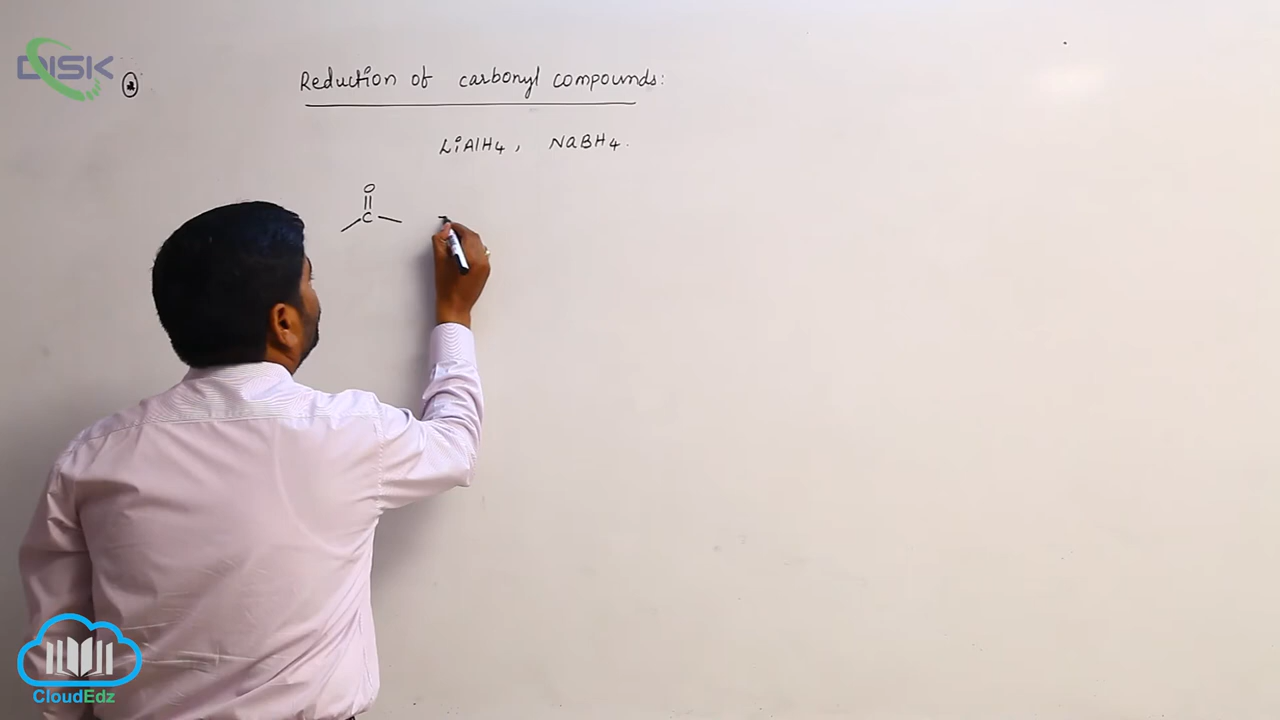 DISK
Reduction of carbonyl compounds:
LiAlH4, NaBH4.
O
C
CloudEdz